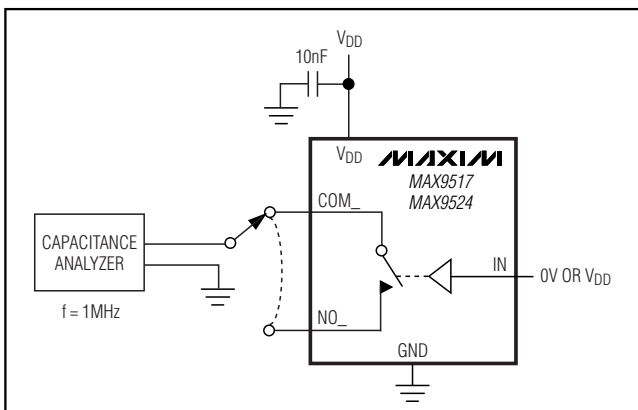 VDD
10nF
VDD
MAXIM
MAX9517
MAX9524
COM_
CAPACITANCE
ANALYZER
IN
0V OR VDD
f = 1MHz
NO_
GND